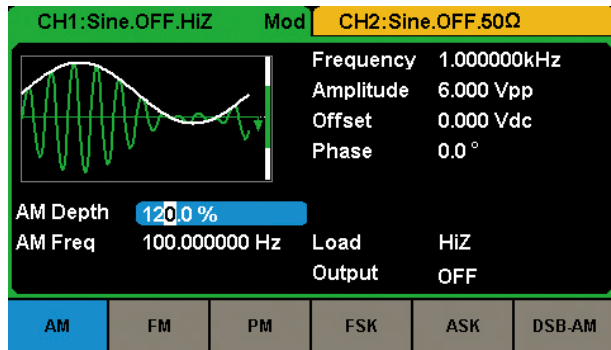 CH1:Sine.OFF.HiZ Mod CH2:Sine.OFF.50Ω
Frequency 1.000000kHz
Amplitude 6.000 Vpp
Offset 0.000 Vdc
Phase 0.0 °
AM Depth 120.0 %
AM Freq 100.000000 Hz Load HiZ
Output OFF
AM FM PM FSK ASK DSB-AM